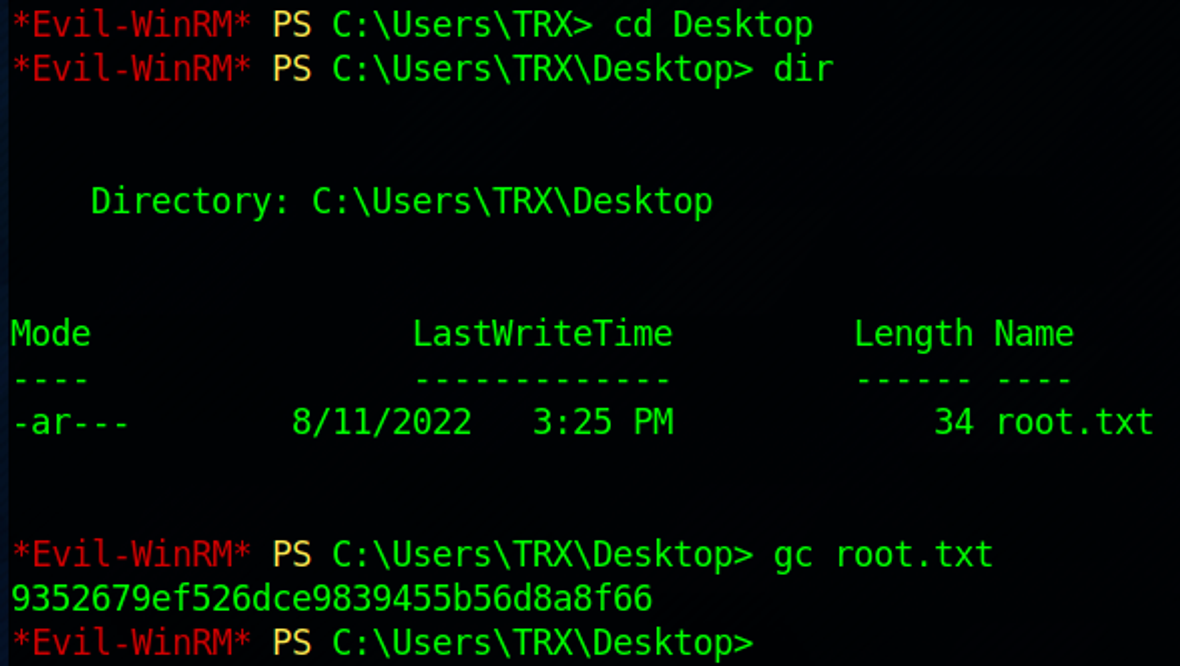 *Evil-WinRM* PS C:\Users\TRX> cd Desktop
*Evil-WinRM* PS C:\Users\TRX\Desktop> dir
Directory: C:\Users\TRX\Desktop
Mode LastWriteTime Length Name
---- ------------- ------ ----
-ar--- 8/11/2022 3:25 PM 34 root.txt
*Evil-WinRM* PS C:\Users\TRX\Desktop> gc root.txt
9352679ef526dce9839455b56d8a8f66
*Evil-WinRM* PS C:\Users\TRX\Desktop>